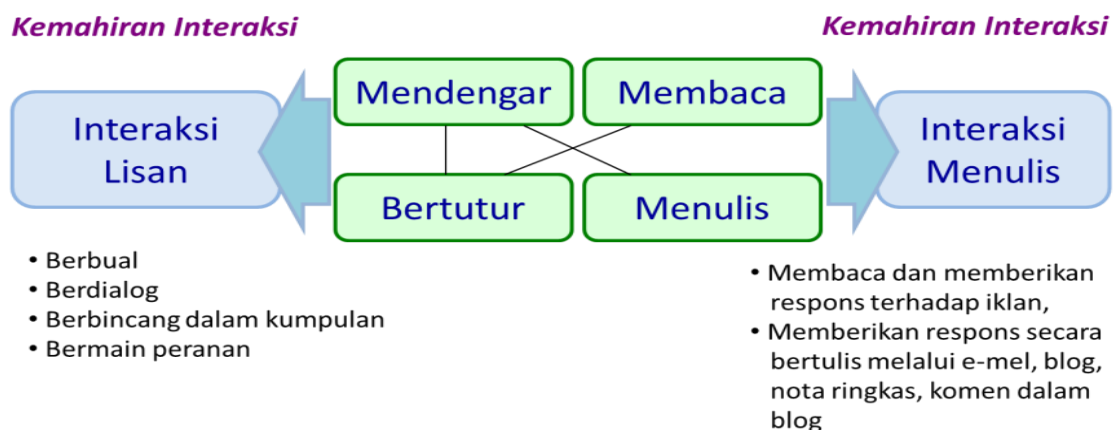 Kemahiran Interaksi
Kemahiran Interaksi
Interaksi
Lisan
Mendengar
Membaca
Bertutur
Menulis
Interaksi
Menulis
• Berbual
• Berdialog
• Berbincang dalam kumpulan
• Bermain peranan
• Membaca dan memberikan
respons terhadap iklan,
• Memberikan respons secara
bertulis melalui e-mel, blog,
nota ringkas, komen dalam
blog